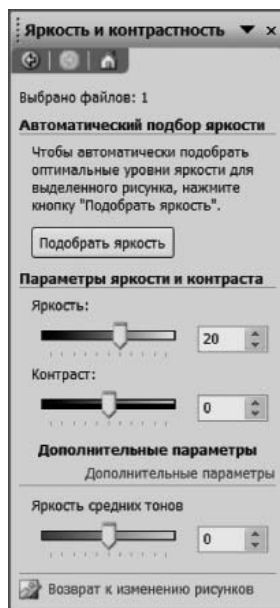 Яркость и контрастность
Выбрано файлов: 1
Автоматический подбор яркости
Чтобы автоматически подобрать
оптимальные уровни яркости для
выделенного рисунка, нажмите
кнопку "Подобрать яркость".
Подобрать яркость
Параметры яркости и контраста
Яркость:
20
Контраст:
0
Дополнительные параметры
Дополнительные параметры
Яркость средних тонов
0
Возврат к изменению рисунков